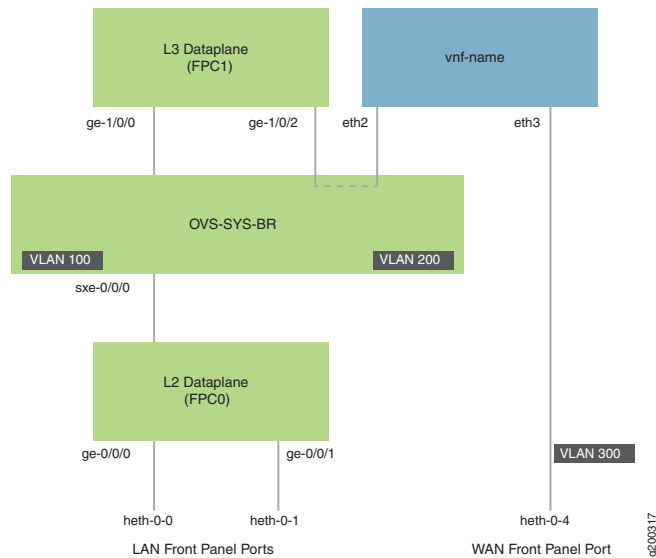 L3 Dataplane
(FPC1)
vnf-name
ge-1/0/0
ge-1/0/2
eth2
eth3
OVS-SYS-BR
VLAN 100
VLAN 200
sxe-0/0/0
L2 Dataplane
(FPC0)
ge-0/0/0
ge-0/0/1
VLAN 300
heth-0-0
heth-0-1
heth-0-4
LAN Front Panel Ports
WAN Front Panel Port
g200317